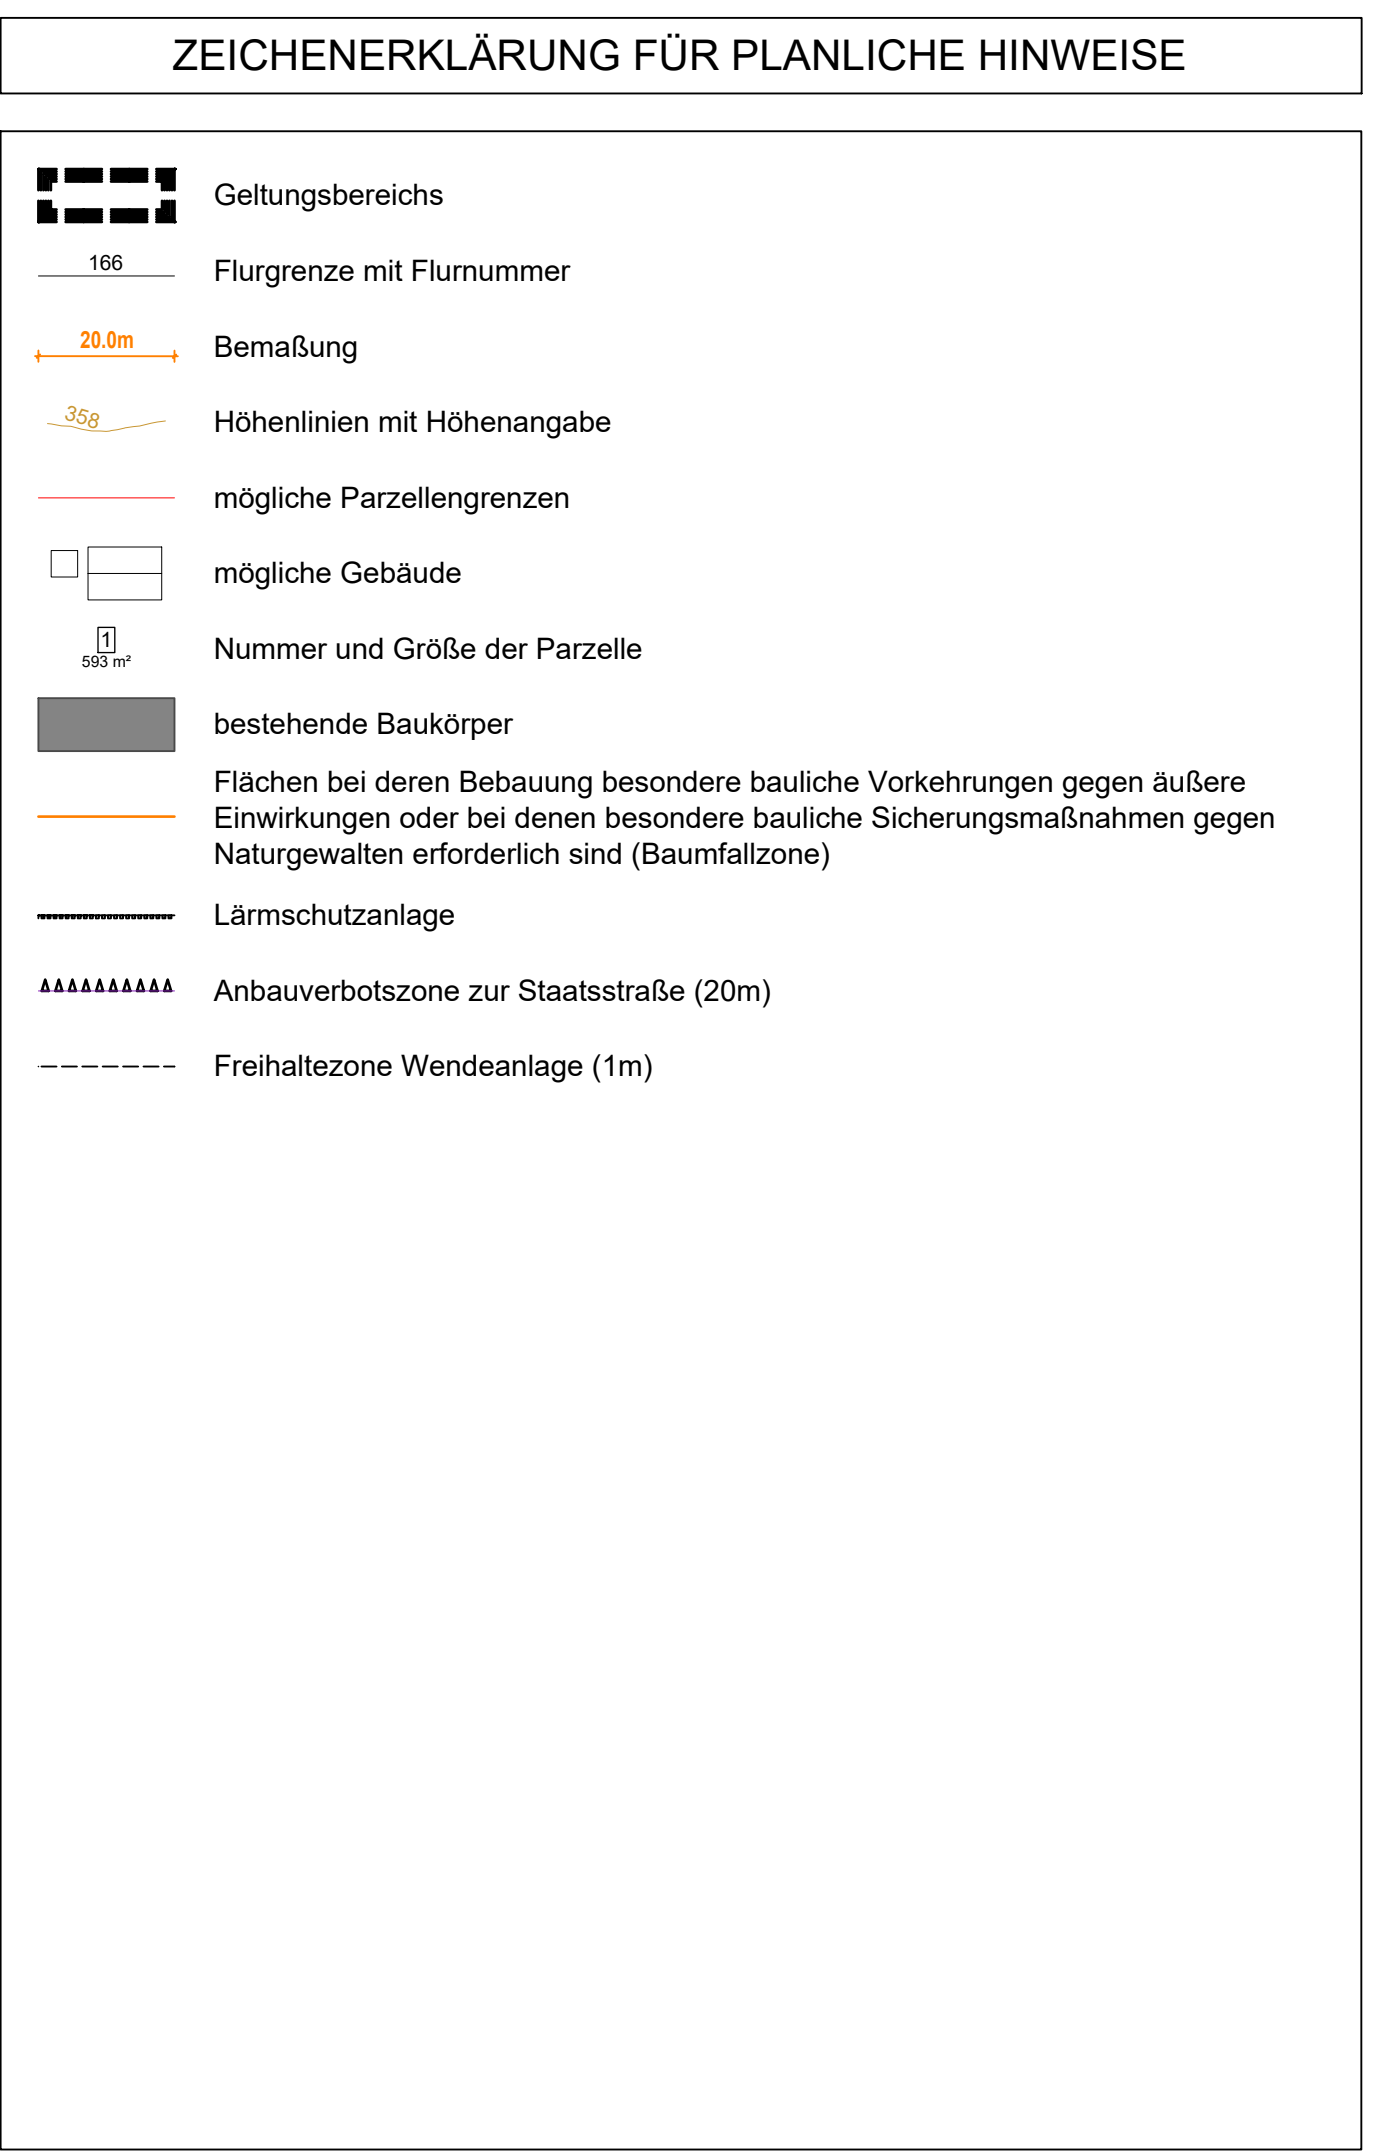 ZEICHENERKLÄRUNG FÜR PLANLICHE HINWEISE
Geltungsbereichs
166
Flurgrenze mit Flurnummer
20.0m
Bemaßung
358
Höhenlinien mit Höhenangabe
mögliche Parzellengrenzen
mögliche Gebäude
1
593 m²
Nummer und Größe der Parzelle
bestehende Baukörper
Flächen bei deren Bebauung besondere bauliche Vorkehrungen gegen äußere
Einwirkungen oder bei denen besondere bauliche Sicherungsmaßnahmen gegen
Naturgewalten erforderlich sind (Baumfallzone)
Lärmschutzanlage
Anbauverbotszone zur Staatsstraße (20m)
Freihaltezone Wendeanlage (1m)